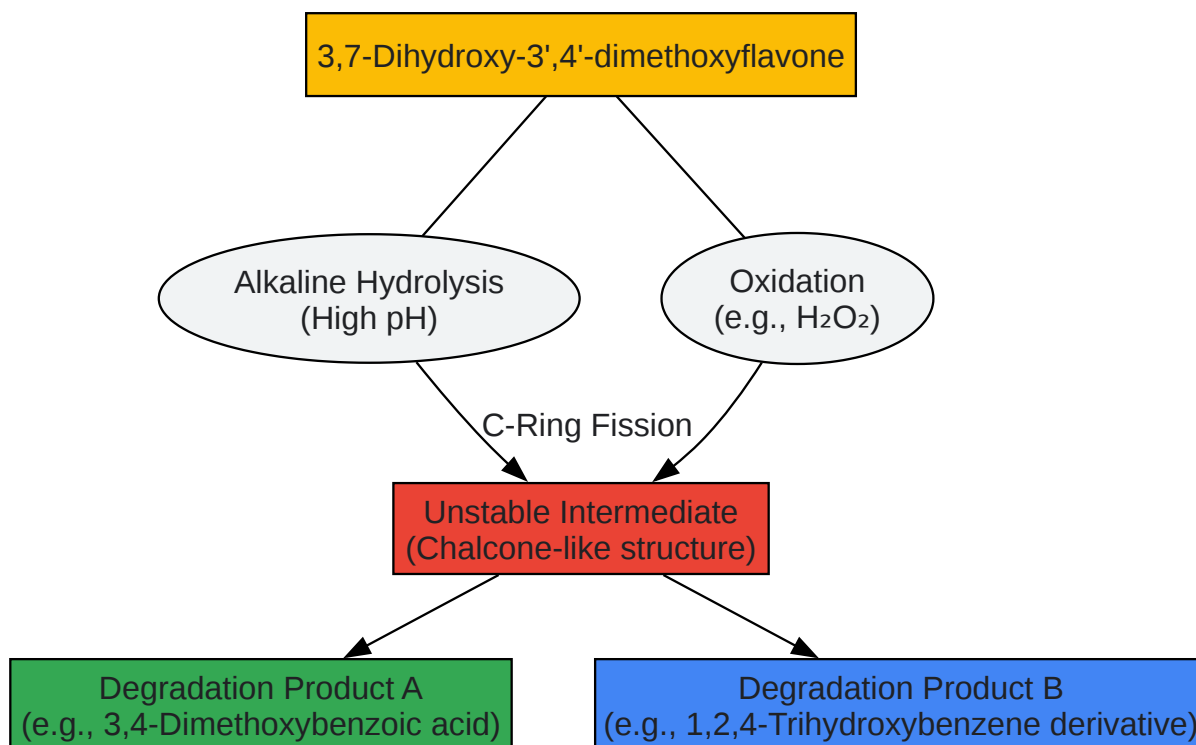 3,7-Dihydroxy-3',4'-dimethoxyflavone
Alkaline Hydrolysis
(High pH)
Oxidation
(e.g., H₂O₂)
C-Ring Fission
Unstable Intermediate
(Chalcone-like structure)
Degradation Product A
(e.g., 3,4-Dimethoxybenzoic acid)
Degradation Product B
(e.g., 1,2,4-Trihydroxybenzene derivative)